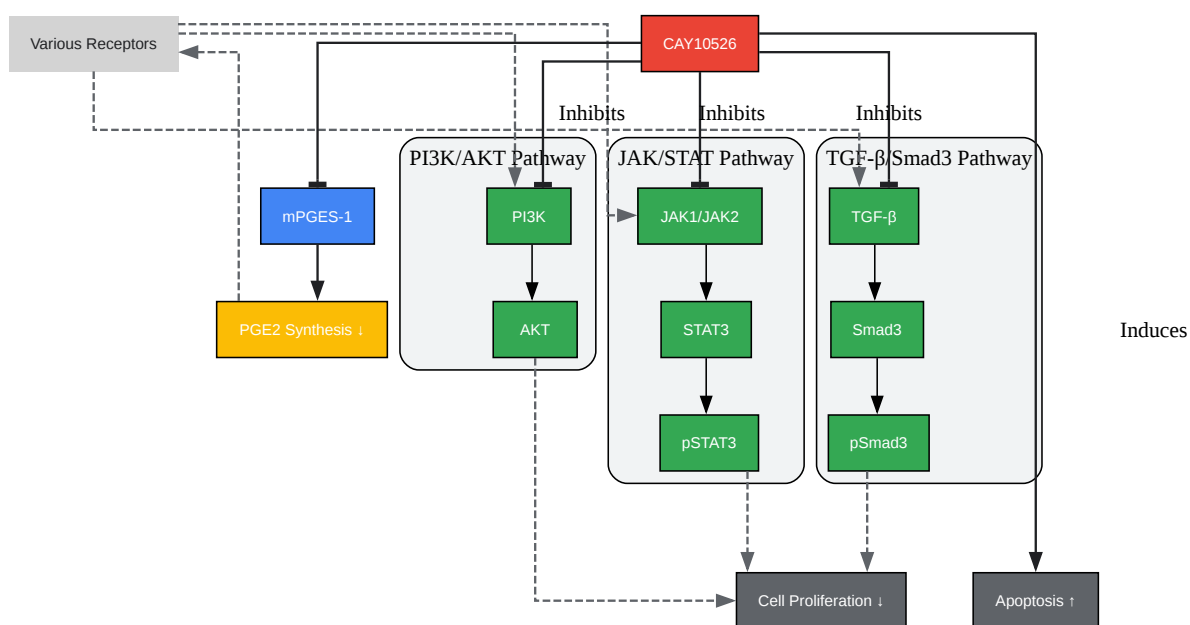 Various Receptors
CAY10526
Inhibits
Inhibits
Inhibits
PI3K/AKT Pathway
JAK/STAT Pathway
TGF-β/Smad3 Pathway
mPGES-1
PI3K
JAK1/JAK2
TGF-β
PGE2 Synthesis ↓
AKT
STAT3
Smad3
Induces
pSTAT3
pSmad3
Cell Proliferation ↓
Apoptosis ↑